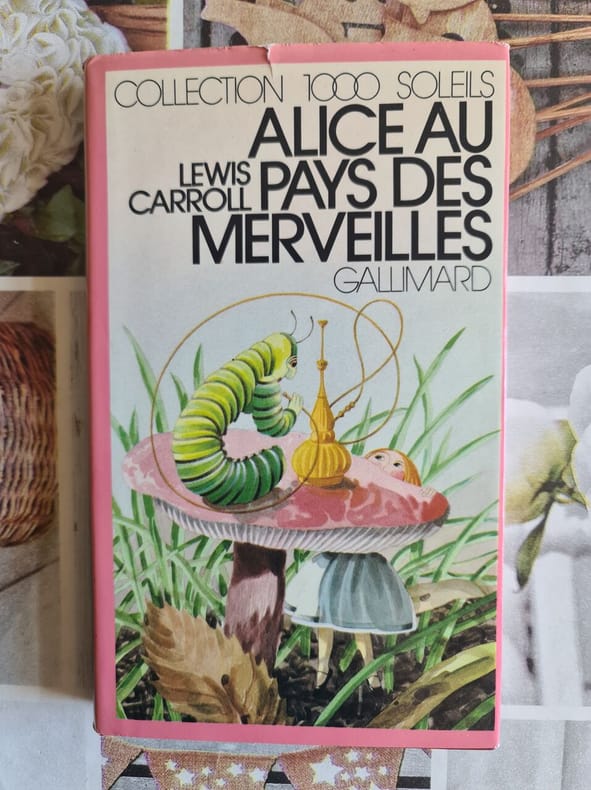 COLLECTION 1000 SOLEILS
ALICE AU
LEWIS
CARROLL
PAYS DES
MERVEILLES
GALLIMARD